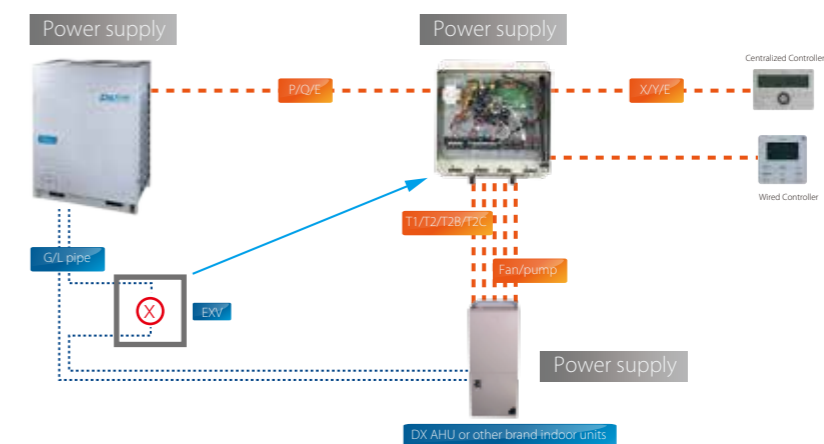 Power supply
Power supply
Centralized Controller
P/Q/E
X/Y/E
Wired Controller
T1/T2/T2B/T2C
G/L pipe
Fan/pump
EXV
X
Power supply
DX AHU or other brand indoor units